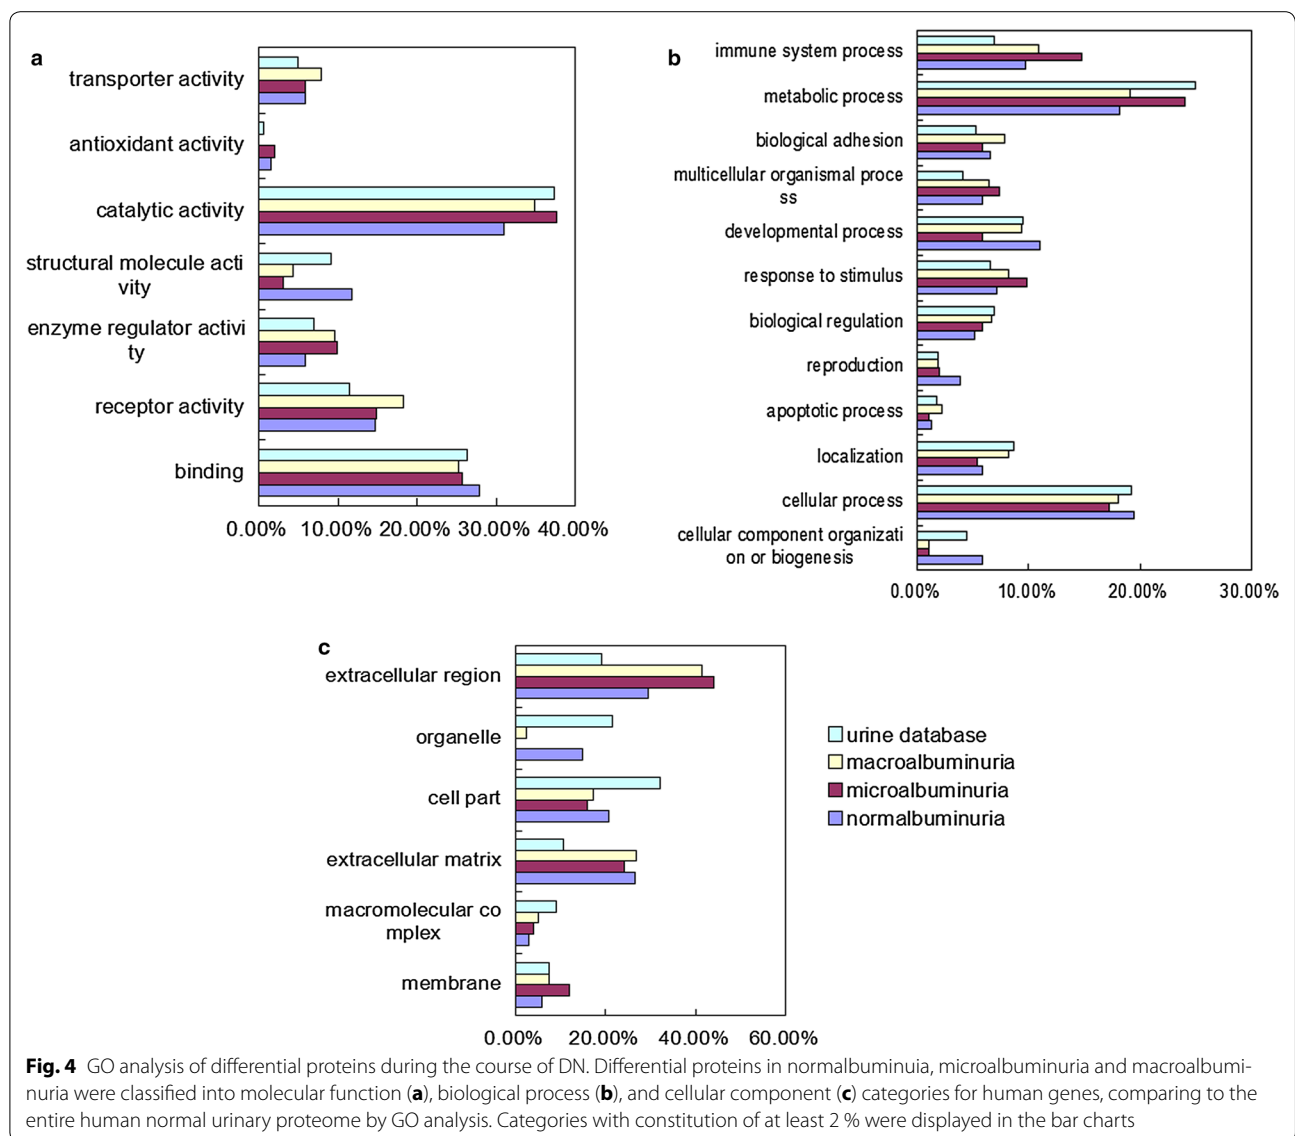 a
transporter activity
antioxidant activity
catalytic activity
structural molecule acti
vity
enzyme regulator activi
ty
receptor activity
binding
0.00% 10.00% 20.00% 30.00% 40.00%
b
immune system process
metabolic process
biological adhesion
multicellular organismal proce
ss
developmental process
response to stimulus
biological regulation
reproduction
apoptotic process
localization
cellular process
cellular component organizati
on or biogenesis
0.00% 10.00% 20.00% 30.00%
c
extracellular region
organelle
cell part
extracellular matrix
macromolecular co
mplex
membrane
0.00% 20.00% 40.00% 60.00%
urine database
macroalbuminuria
microalbuminuria
normalbuminuria
Fig. 4 GO analysis of differential proteins during the course of DN. Differential proteins in normalbuminuia, microalbuminuria and macroalbumi-
nuria were classified into molecular function (a), biological process (b), and cellular component (c) categories for human genes, comparing to the
entire human normal urinary proteome by GO analysis. Categories with constitution of at least 2 % were displayed in the bar charts